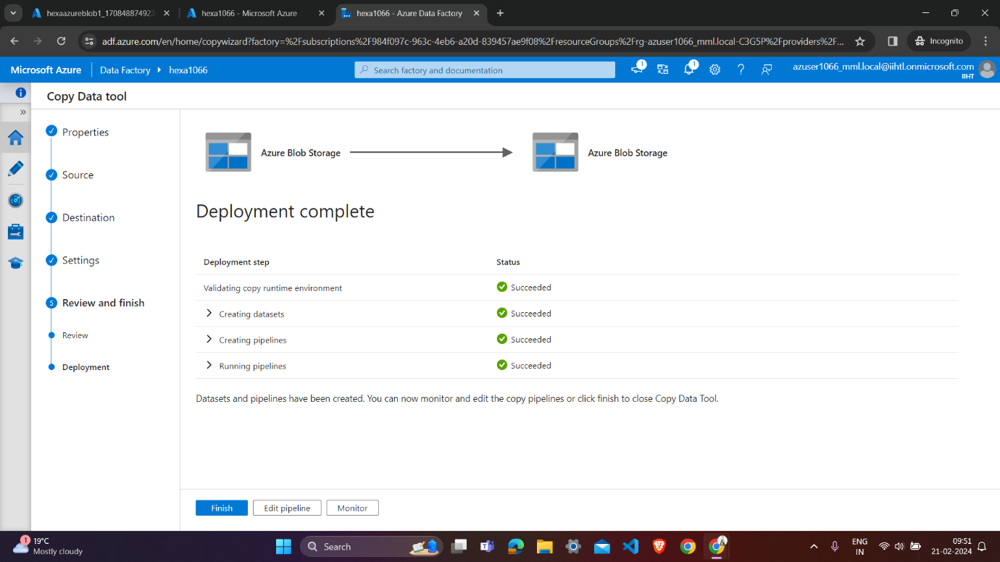 hexaazureblob1_170848874923
hexa1066 - Microsoft Azure
hexa1066 - Azure Data Factory
adf.azure.com/en/home/copywizard?factory=%2Fsubscriptions%2F984f097c-963c-4eb6-a20d-839457ae9f08%2FresourceGroups%2Frg-azuser1066_mml.local-C3G5P%2Fproviders%2F...
Incognito
Microsoft Azure
Data Factory
hexa1066
Search factory and documentation
1
1
azuser1066_mml.local@iihtl.onmicrosoft.com
IIHT
Copy Data tool
Properties
Source
Destination
Settings
5 Review and finish
Review
Deployment
Azure Blob Storage
Azure Blob Storage
Deployment complete
Deployment step Status
Validating copy runtime environment Succeeded
Creating datasets Succeeded
Creating pipelines Succeeded
Running pipelines Succeeded
Datasets and pipelines have been created. You can now monitor and edit the copy pipelines or click finish to close Copy Data Tool.
Finish
Edit pipeline
Monitor
1
19°C
Mostly cloudy
Search
ENG
IN
09:51
21-02-2024